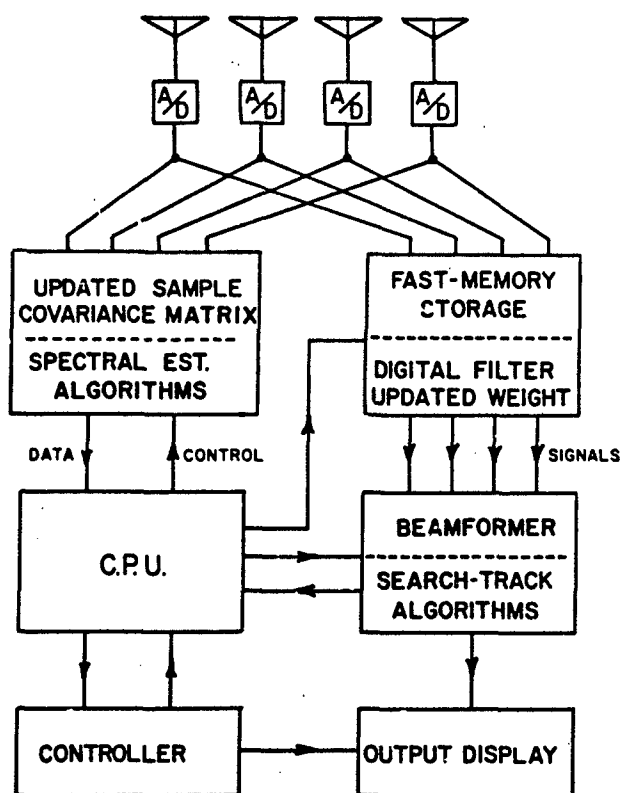 A/D A/D A/D A/D
UPDATED SAMPLE
COVARIANCE MATRIX
SPECTRAL EST.
ALGORITHMS
FAST-MEMORY
CTORAGE
DIGITAL FILTER
UPDATED WEIGHT
DATA
CONTROL
SIGNALS
C.P.U.
BEAMFORMER
SEARCH-TRACK
ALGORITHMS
CONTROLLER
OUTPUT DISPLAY